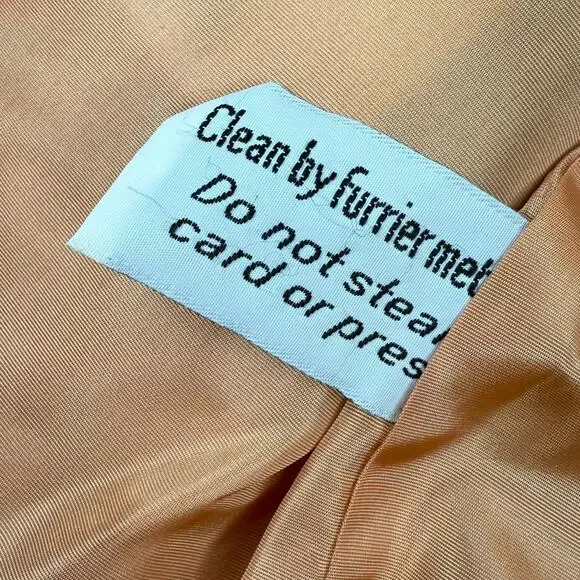 Clean by furrier met
Do not stea
card or pres